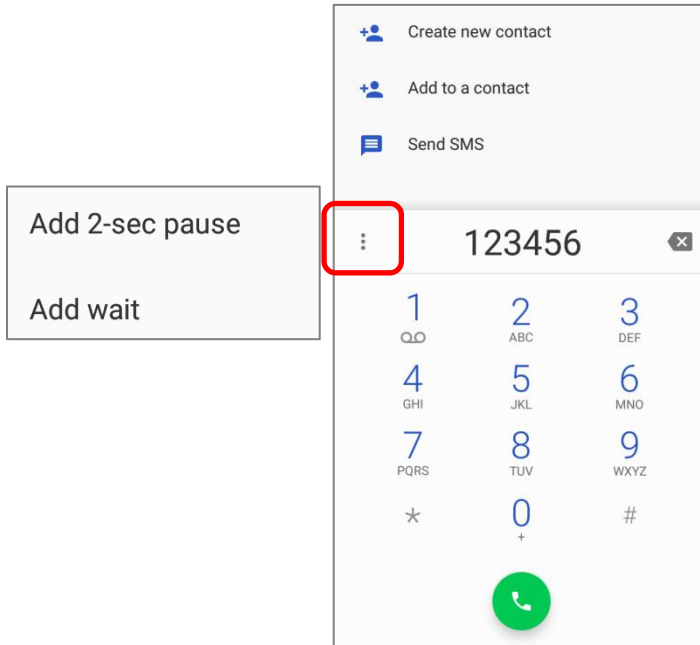 Create new contact
Add to a contact
Send SMS
Add 2-sec pause
Add wait
123456
1 2 3
ABC DEF
4 5 6
GHI JKL MNO
7 8 9
PQRS TUV WXYZ
* 0 #
+